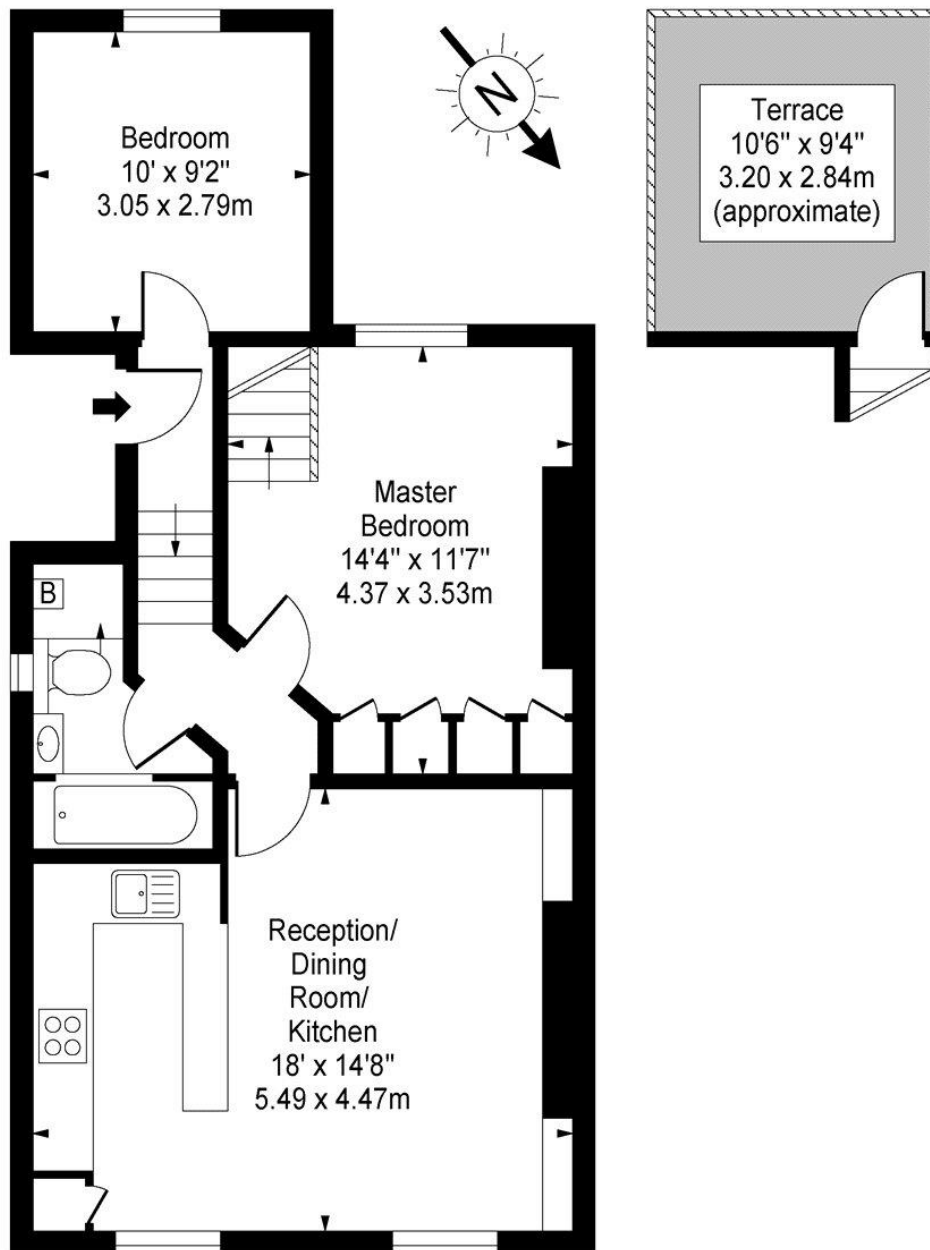 Bedroom
10' x 9'2"
3.05 x 2.79m
N
Terrace
10'6" x 9'4"
3.20 x 2.84m
(approximate)
Master
Bedroom
14'4" x 11'7"
4.37 x 3.53m
B
Reception/
Dining
Room/
Kitchen
18' x 14'8"
5.49 x 4.47m